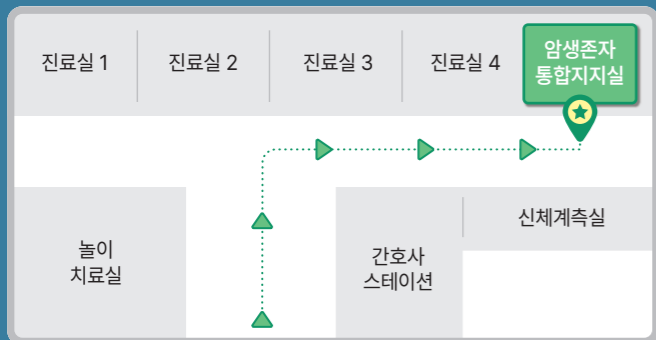 진료실 1
진료실 2
진료실 3
진료실 4
암생존자
통합지지실
놀이
치료실
간호사
스테이션
신체계측실